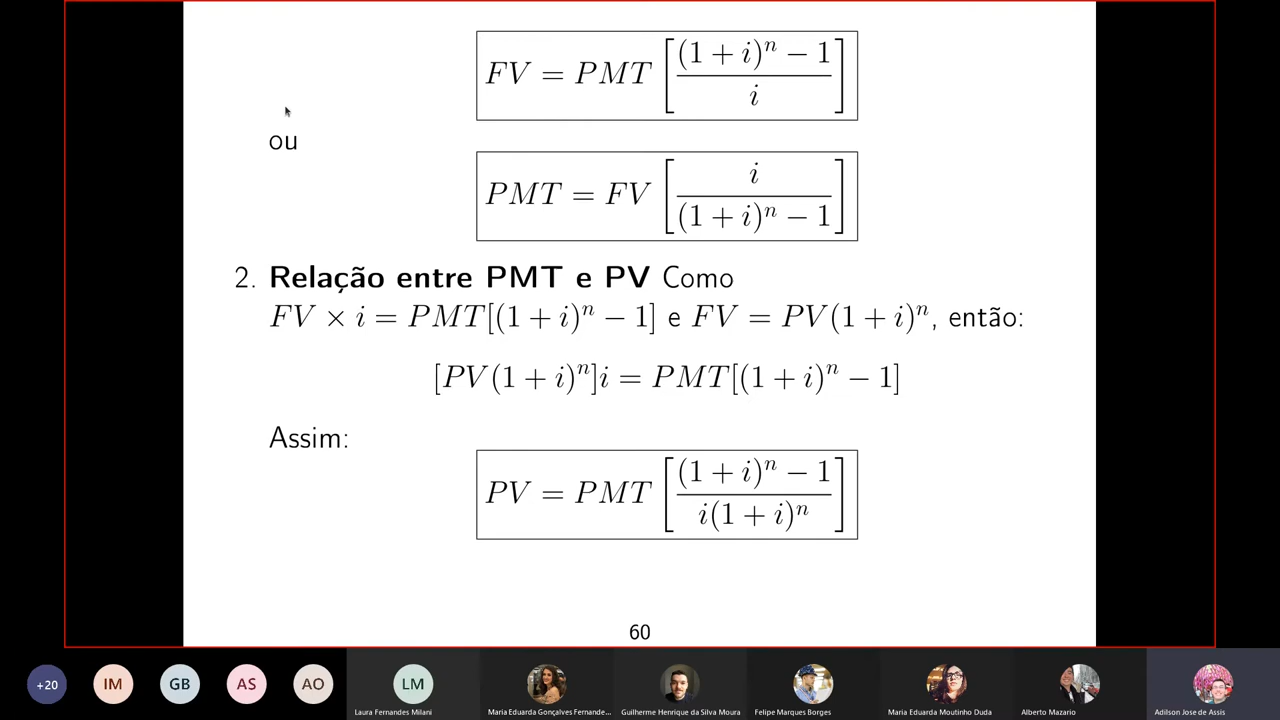 FV = PMT [((1 + i)^n − 1) / i]
ou
PMT = FV [i / ((1 + i)^n − 1)]
2. Relação entre PMT e PV Como
FV × i = PMT[(1 + i)^n − 1] e FV = PV(1 + i)^n, então:
[PV(1 + i)^n]i = PMT[(1 + i)^n − 1]
Assim:
PV = PMT [((1 + i)^n − 1) / (i(1 + i)^n)]
60
+20 IM GB AS AO LM
Laura Fernandes Milani Maria Eduarda Gonçalves Fernande... Guilherme Henrique da Silva Moura Felipe Marques Borges Maria Eduarda Moutinho Duda Alberto Mazario Adilson Jose de Assis